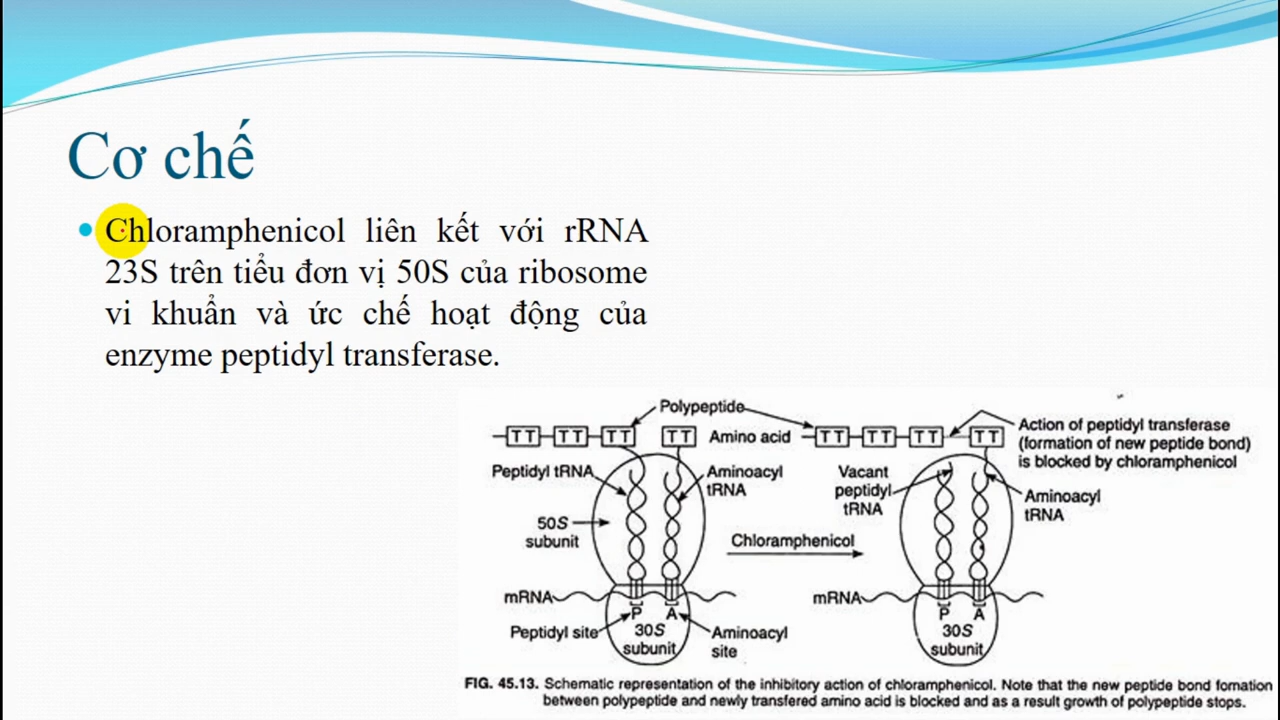 Cơ chế
Chloramphenicol liên kết với rRNA
23S trên tiểu đơn vị 50S của ribosome
vi khuẩn và ức chế hoạt động của
enzyme peptidyl transferase.
Polypeptide
TT TT TT TT Amino acid TT TT TT TT
Action of peptidyl transferase
(formation of new peptide bond)
is blocked by chloramphenicol
Peptidyl tRNA
Aminoacyl
tRNA
Vacant
peptidyl
tRNA
Aminoacyl
tRNA
50S
subunit
Chloramphenicol
mRNA
mRNA
P A
P A
Peptidyl site
30S
subunit
Aminoacyl
site
30S
subunit
FIG. 45.13. Schematic representation of the inhibitory action of chloramphenicol. Note that the new peptide bond fomation
between polypeptide and newly transfered amino acid is blocked and as a result growth of polypeptide stops.